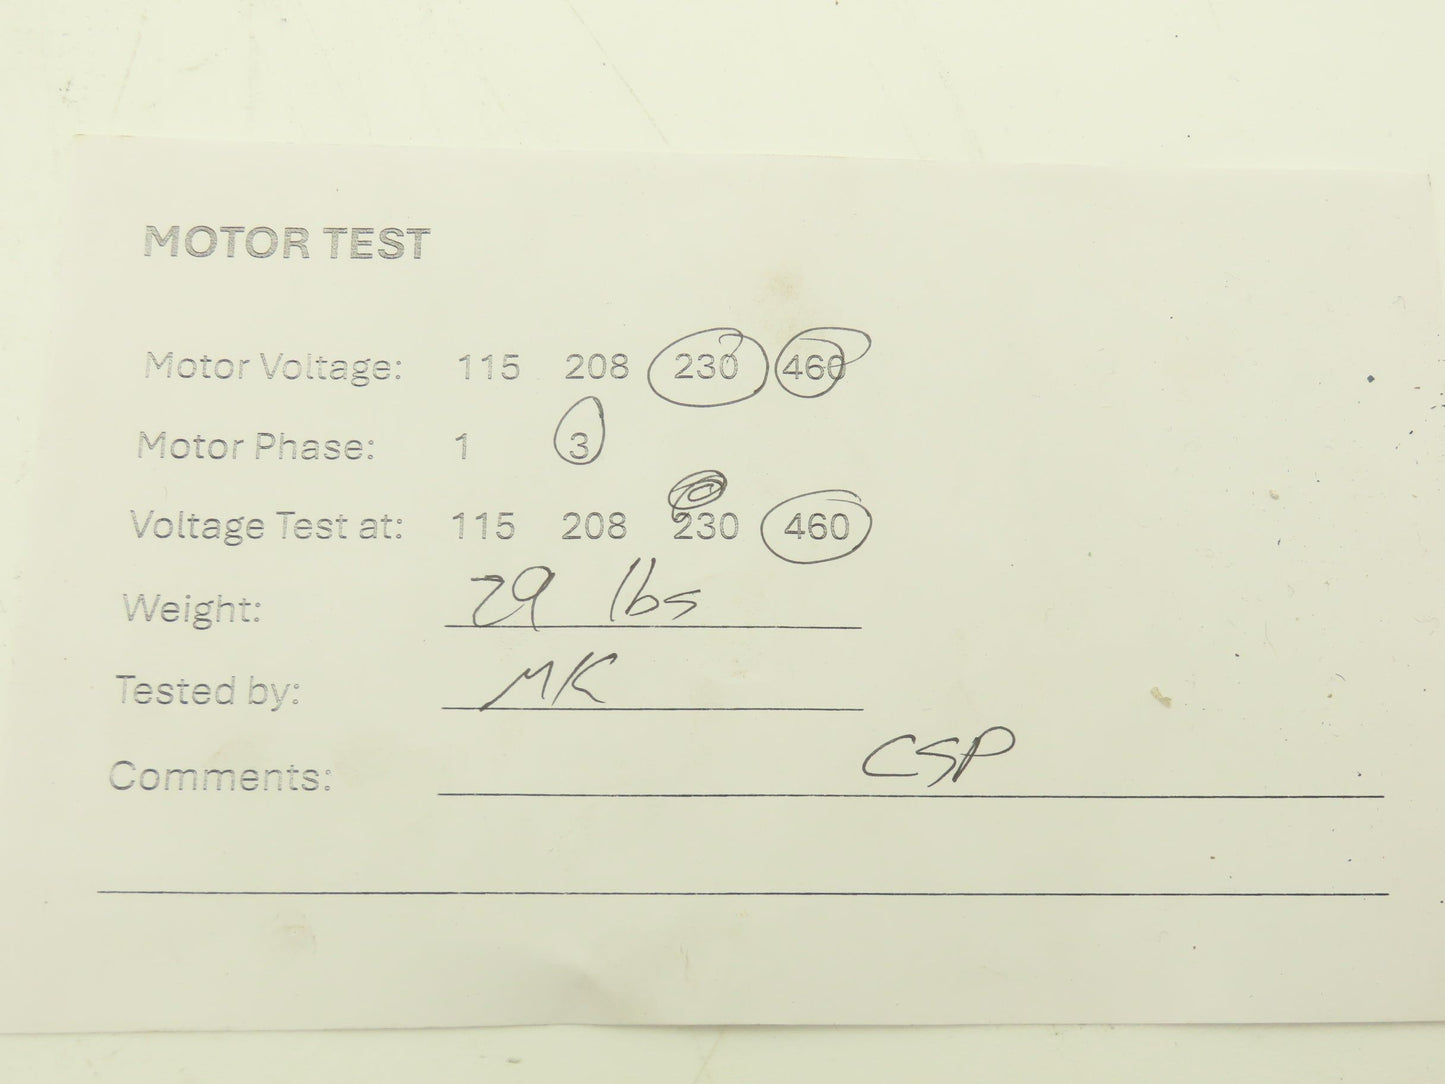 MOTOR TEST
Motor Voltage: 115 208 230 460
Motor Phase: 1 3
Voltage Test at: 115 208 230 460
Weight: 29 lbs
Tested by: MK
Comments: CSP